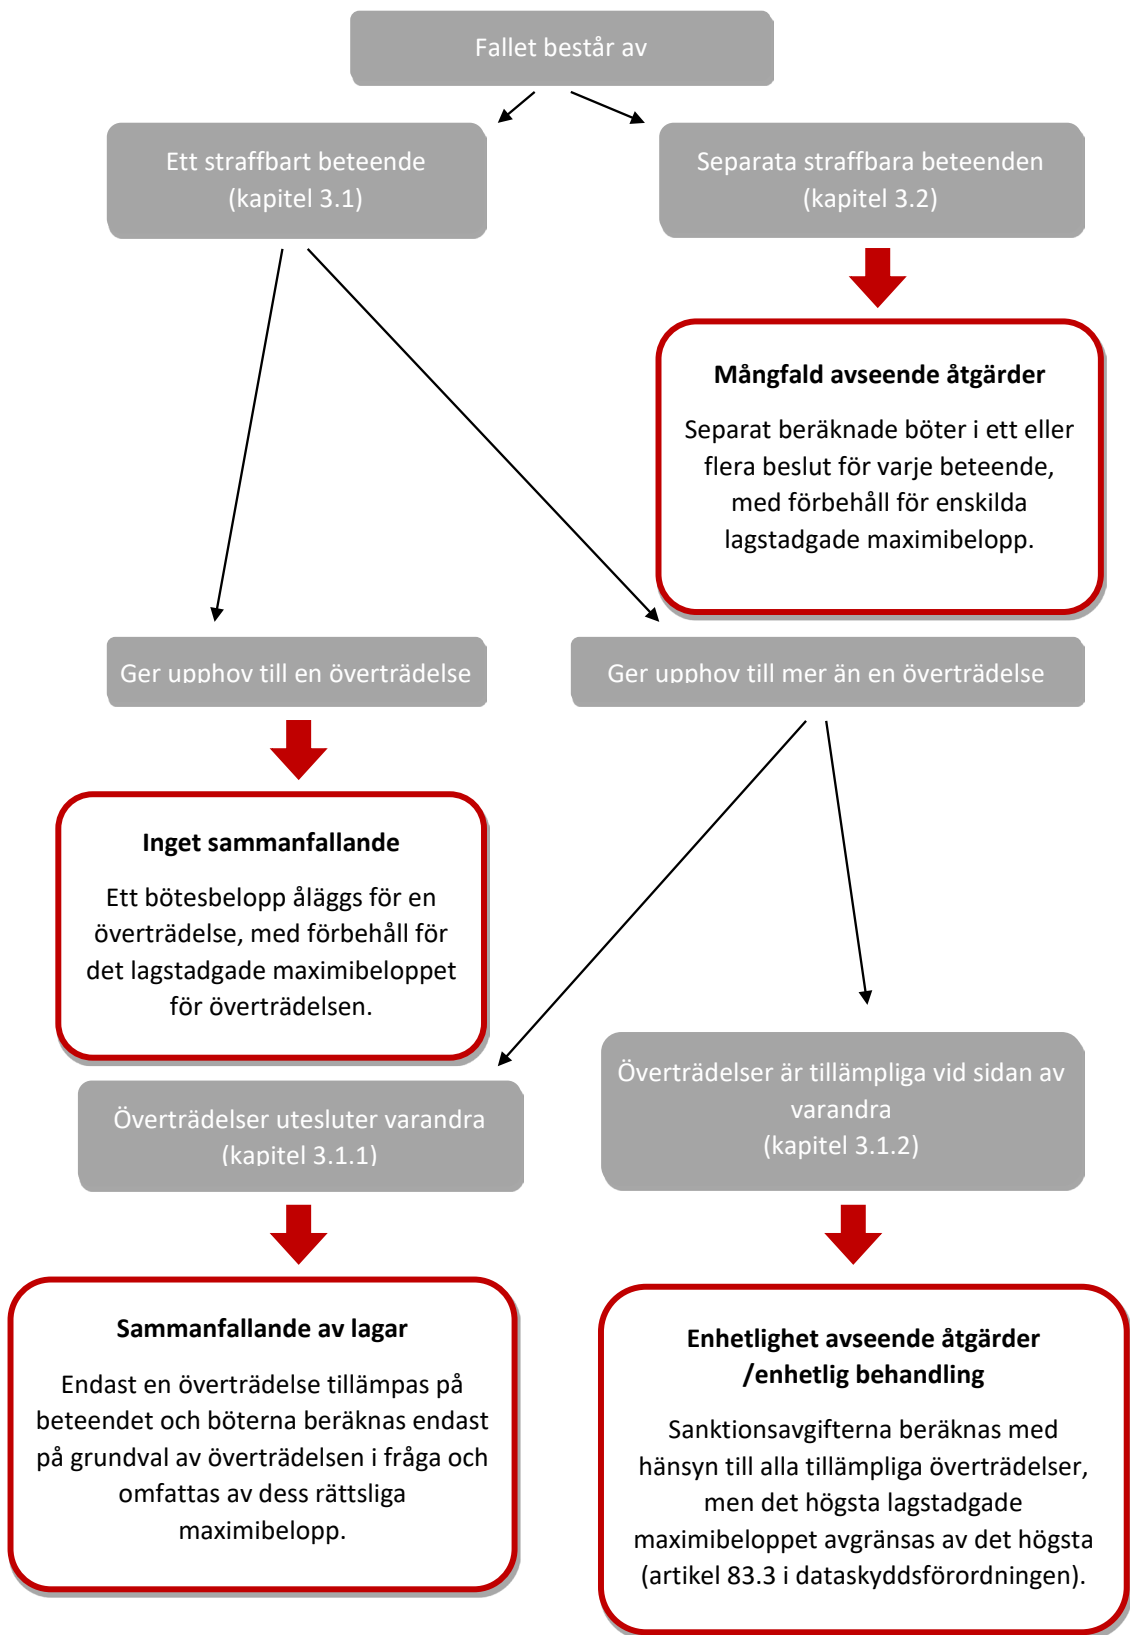 Fallet består av
Ett straffbart beteende
(kapitel 3.1)
Separata straffbara beteenden
(kapitel 3.2)
Mångfald avseende åtgärder
Separat beräknade böter i ett eller
flera beslut för varje beteende,
med förbehåll för enskilda
lagstadgade maximibelopp.
Ger upphov till en överträdelse
Ger upphov till mer än en överträdelse
Inget sammanfallande
Ett bötesbelopp åläggs för en
överträdelse, med förbehåll för
det lagstadgade maximibeloppet
för överträdelsen.
Överträdelser utesluter varandra
(kapitel 3.1.1)
Överträdelser är tillämpliga vid sidan av
varandra
(kapitel 3.1.2)
Sammanfallande av lagar
Endast en överträdelse tillämpas på
beteendet och böterna beräknas endast
på grundval av överträdelsen i fråga och
omfattas av dess rättsliga
maximibelopp.
Enhetlighet avseende åtgärder
/enhetlig behandling
Sanktionsavgifterna beräknas med
hänsyn till alla tillämpliga överträdelser,
men det högsta lagstadgade
maximibeloppet avgränsas av det högsta
(artikel 83.3 i dataskyddsförordningen).